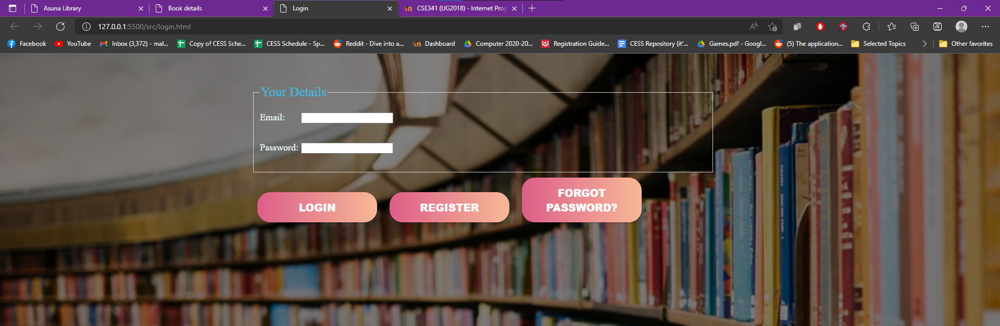 Asuna Library
Book details
Login
CSE341 (UG2018) - Internet Prog
127.0.0.1:5500/src/login.html
Facebook
YouTube
Inbox (3,372) - mal...
Copy of CESS Sche...
CESS Schedule - Sp...
Reddit - Dive into a...
Dashboard
Computer 2020-20...
Registration Guide...
CESS Repository (it'...
Games.pdf - Googl...
(5) The application...
Selected Topics
Other favorites
Your Details
Email:
Password:
LOGIN
REGISTER
FORGOT
PASSWORD?